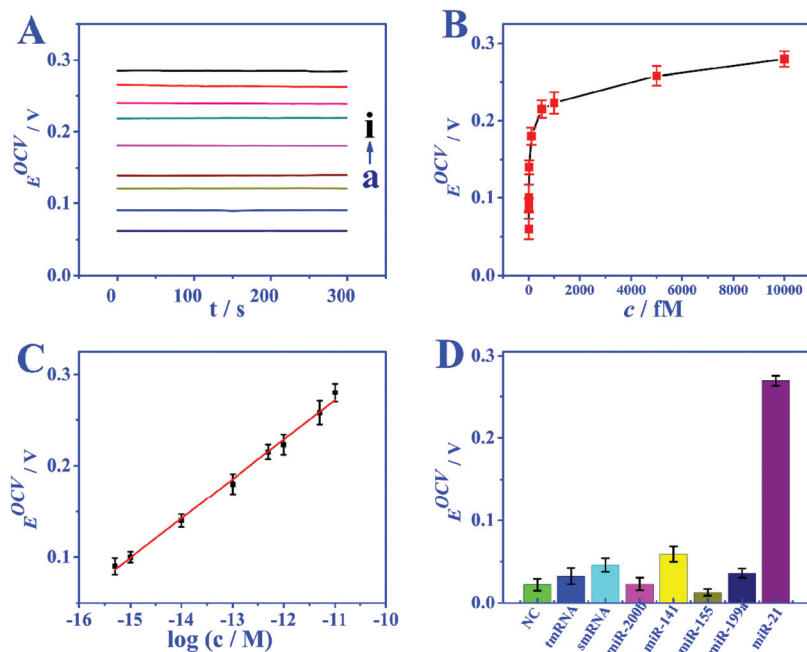 A
E^OCV / V
0.3
0.2
0.1
0.0
0 100 200 300
t / s
i
a
B
E^OCV / V
0.3
0.2
0.1
0.0
0 2000 4000 6000 8000 10000
c / fM
C
E^OCV / V
0.3
0.2
0.1
-16 -15 -14 -13 -12 -11 -10
log (c / M)
D
E^OCV / V
0.3
0.2
0.1
0.0
NC
tmRNA
smRNA
miR-200b
miR-141
miR-155
miR-199a
miR-21